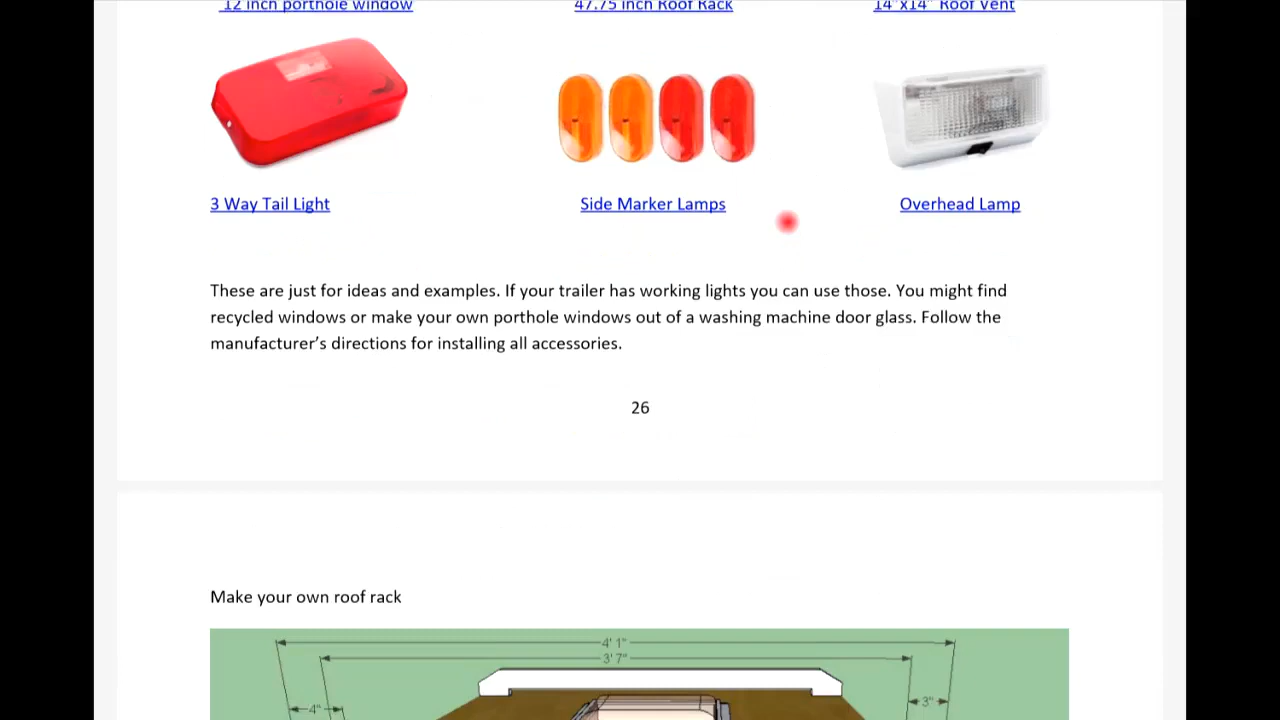 12 inch porthole window 47.75 inch Roof Rack 14"x14" Roof Vent
3 Way Tail Light Side Marker Lamps Overhead Lamp
These are just for ideas and examples. If your trailer has working lights you can use those. You might find
recycled windows or make your own porthole windows out of a washing machine door glass. Follow the
manufacturer’s directions for installing all accessories.
26
Make your own roof rack
4' 1"
3' 7"
4" 3"